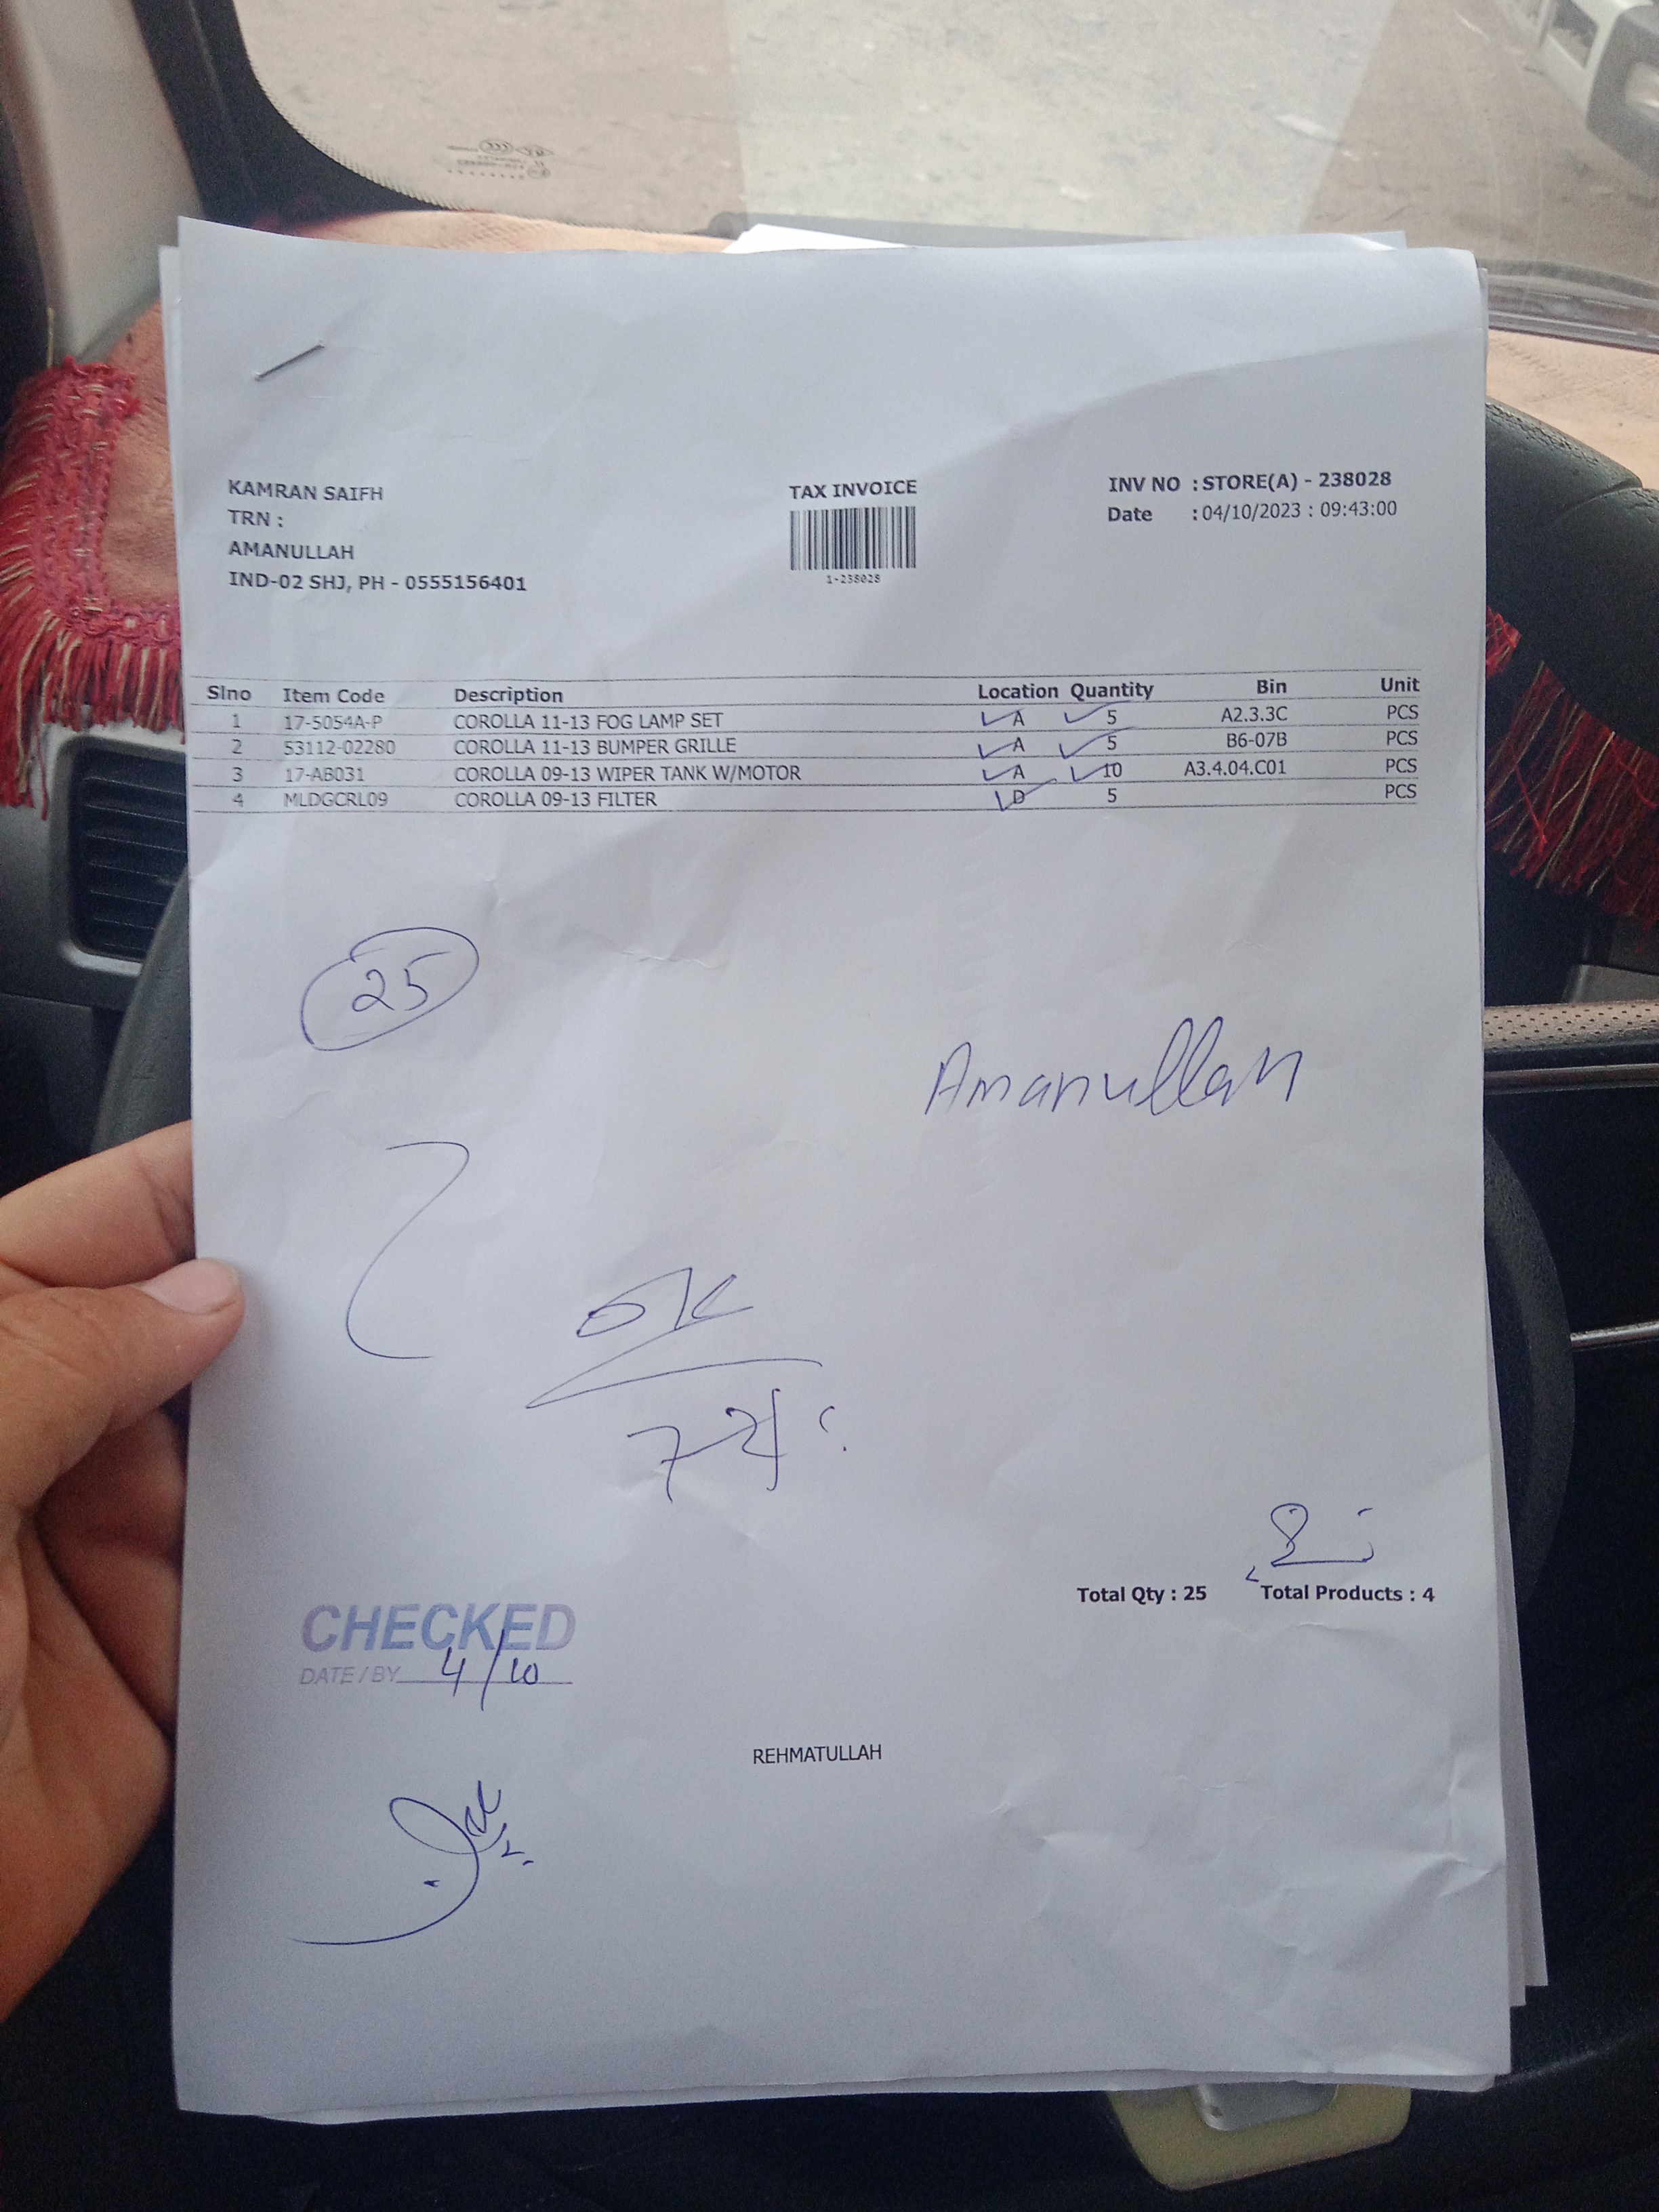 KAMRAN SAIFH
TRN :
AMANULLAH
IND-02 SHJ, PH - 0555156401
TAX INVOICE
1-238028
INV NO : STORE(A) - 238028
Date : 04/10/2023 : 09:43:00
Slno Item Code Description Location Quantity Bin Unit
1 17-5054A-P COROLLA 11-13 FOG LAMP SET A 5 A2.3.3C PCS
2 53112-02280 COROLLA 11-13 BUMPER GRILLE A 5 B6-07B PCS
3 17-AB031 COROLLA 09-13 WIPER TANK W/MOTOR A 10 A3.4.04.C01 PCS
4 MLDGCRL09 COROLLA 09-13 FILTER D 5 PCS
25
Amanullah
OK
Total Qty : 25 Total Products : 4
CHECKED
DATE / BY 4/10
REHMATULLAH